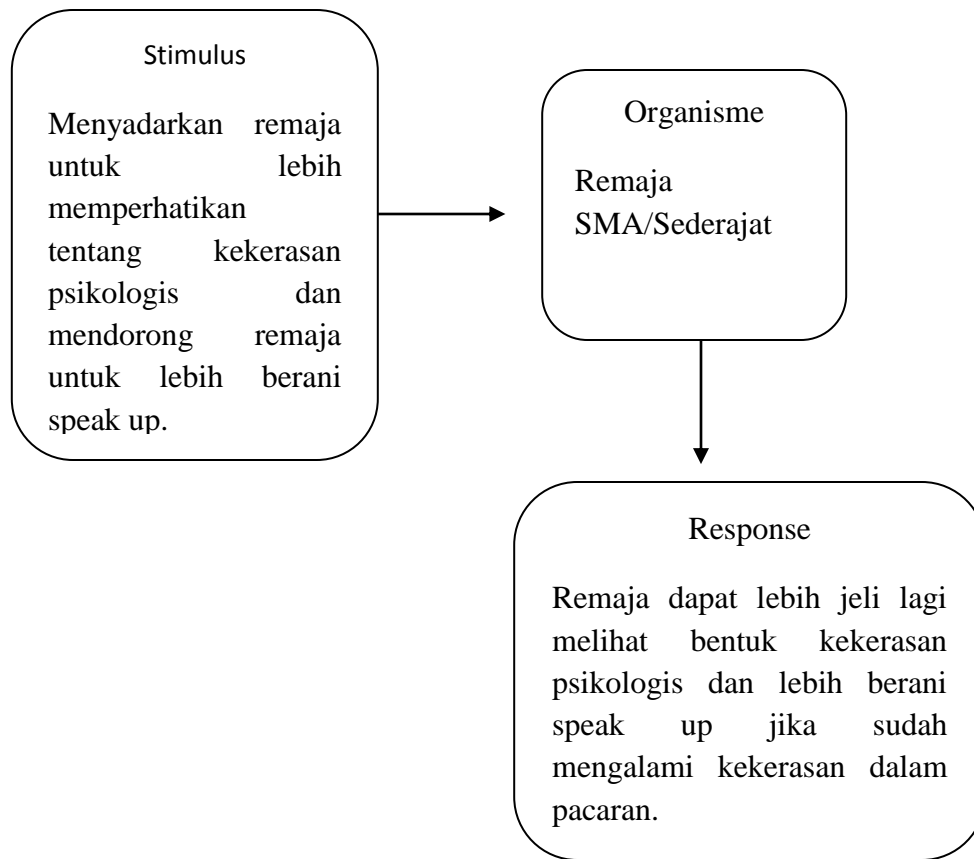 Stimulus
Menyadarkan remaja
untuk lebih
memperhatikan
tentang kekerasan
psikologis dan
mendorong remaja
untuk lebih berani
speak up.
Organisme
Remaja
SMA/Sederajat
Response
Remaja dapat lebih jeli lagi
melihat bentuk kekerasan
psikologis dan lebih berani
speak up jika sudah
mengalami kekerasan dalam
pacaran.